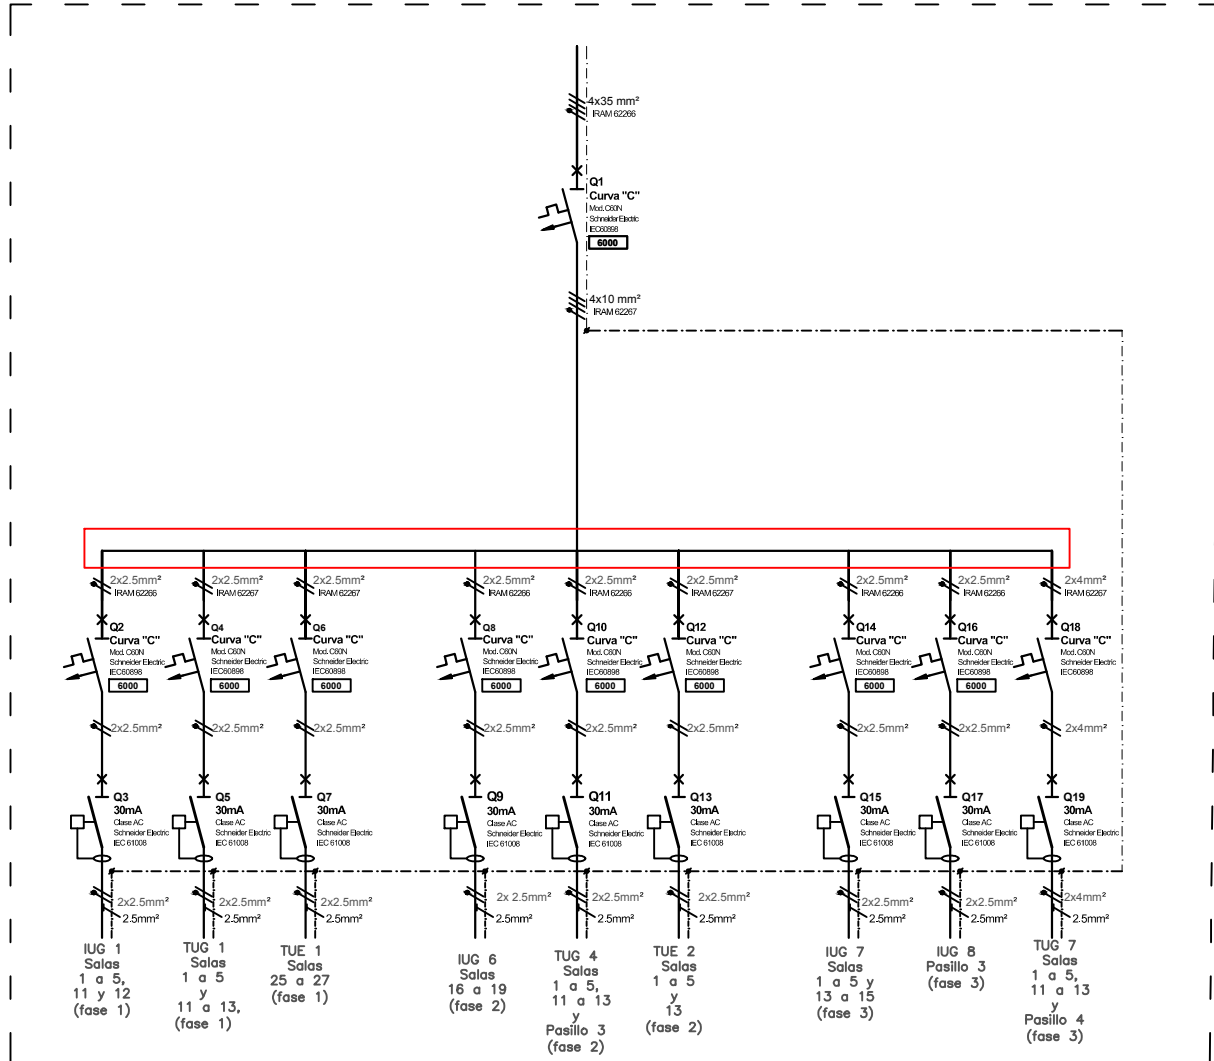 4x35 mm²
IRAM 62266
Q1
Curva "C"
Mod. C60N
Schneider Electric
IEC60898
6000
4x10 mm²
IRAM 62267
2x2.5mm²
IRAM 62266
2x2.5mm²
IRAM 62267
2x2.5mm²
IRAM 62267
2x2.5mm²
IRAM 62266
2x2.5mm²
IRAM 62267
2x2.5mm²
IRAM 62267
2x2.5mm²
IRAM 62266
2x2.5mm²
IRAM 62266
2x4mm²
IRAM 62267
Q2
Curva "C"
Mod. C60N
Schneider Electric
IEC60898
6000
Q4
Curva "C"
Mod. C60N
Schneider Electric
IEC60898
6000
Q6
Curva "C"
Mod. C60N
Schneider Electric
IEC60898
6000
Q8
Curva "C"
Mod. C60N
Schneider Electric
IEC60898
6000
Q10
Curva "C"
Mod. C60N
Schneider Electric
IEC60898
6000
Q12
Curva "C"
Mod. C60N
Schneider Electric
IEC60898
6000
Q14
Curva "C"
Mod. C60N
Schneider Electric
IEC60898
6000
Q16
Curva "C"
Mod. C60N
Schneider Electric
IEC60898
6000
Q18
Curva "C"
Mod. C60N
Schneider Electric
IEC60898
2x2.5mm²
2x2.5mm²
2x2.5mm²
2x2.5mm²
2x2.5mm²
2x2.5mm²
2x2.5mm²
2x2.5mm²
2x4mm²
Q3
30mA
Clase AC
Schneider Electric
IEC 61008
Q5
30mA
Clase AC
Schneider Electric
IEC 61008
Q7
30mA
Clase AC
Schneider Electric
IEC 61008
Q9
30mA
Clase AC
Schneider Electric
IEC 61008
Q11
30mA
Clase AC
Schneider Electric
IEC 61008
Q13
30mA
Clase AC
Schneider Electric
IEC 61008
Q15
30mA
Clase AC
Schneider Electric
IEC 61008
Q17
30mA
Clase AC
Schneider Electric
IEC 61008
Q19
30mA
Clase AC
Schneider Electric
IEC 61008
2x2.5mm²
2.5mm²
2x2.5mm²
2.5mm²
2x2.5mm²
2.5mm²
2x 2.5mm²
2.5mm²
2x2.5mm²
2.5mm²
2x2.5mm²
2.5mm²
2x2.5mm²
2.5mm²
2x2.5mm²
2.5mm²
2x4mm²
2.5mm²
IUG 1
Salas
1 a 5,
11 y 12
(fase 1)
TUG 1
Salas
1 a 5
y
11 a 13,
(fase 1)
TUE 1
Salas
25 a 27
(fase 1)
IUG 6
Salas
16 a 19
(fase 2)
TUG 4
Salas
1 a 5,
11 a 13
y
Pasillo 3
(fase 2)
TUE 2
Salas
1 a 5
y
13
(fase 2)
IUG 7
Salas
1 a 5 y
13 a 15
(fase 3)
IUG 8
Pasillo 3
(fase 3)
TUG 7
Salas
1 a 5,
11 a 13
y
Pasillo 4
(fase 3)